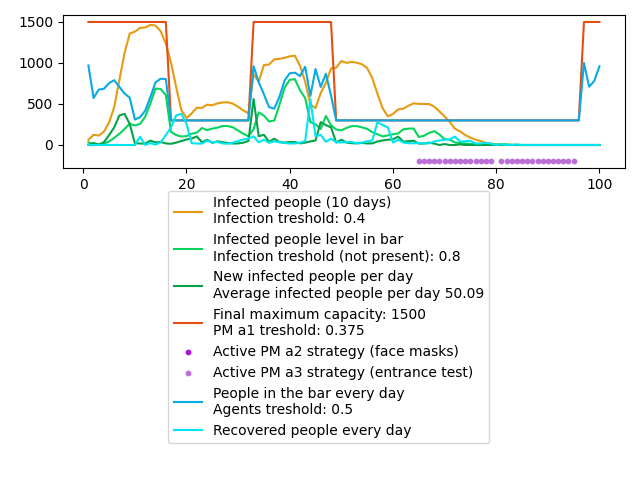 1500
1000
500
0
0 20 40 60 80 100
Infected people (10 days)
Infection treshold: 0.4
Infected people level in bar
Infection treshold (not present): 0.8
New infected people per day
Average infected people per day 50.09
Final maximum capacity: 1500
PM a1 treshold: 0.375
Active PM a2 strategy (face masks)
Active PM a3 strategy (entrance test)
People in the bar every day
Agents treshold: 0.5
Recovered people every day